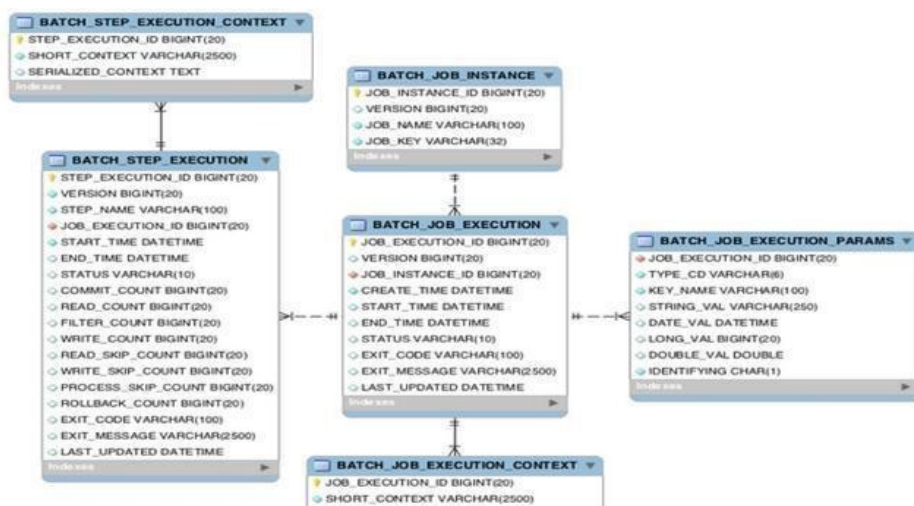 BATCH_STEP_EXECUTION_CONTEXT
STEP_EXECUTION_ID BIGINT(20)
SHORT_CONTEXT VARCHAR(2500)
SERIALIZED_CONTEXT TEXT
Indexes
BATCH_JOB_INSTANCE
JOB_INSTANCE_ID BIGINT(20)
VERSION BIGINT(20)
JOB_NAME VARCHAR(100)
JOB_KEY VARCHAR(32)
Indexes
BATCH_STEP_EXECUTION
STEP_EXECUTION_ID BIGINT(20)
VERSION BIGINT(20)
STEP_NAME VARCHAR(100)
JOB_EXECUTION_ID BIGINT(20)
START_TIME DATETIME
END_TIME DATETIME
STATUS VARCHAR(10)
COMMIT_COUNT BIGINT(20)
READ_COUNT BIGINT(20)
FILTER_COUNT BIGINT(20)
WRITE_COUNT BIGINT(20)
READ_SKIP_COUNT BIGINT(20)
WRITE_SKIP_COUNT BIGINT(20)
PROCESS_SKIP_COUNT BIGINT(20)
ROLLBACK_COUNT BIGINT(20)
EXIT_CODE VARCHAR(100)
EXIT_MESSAGE VARCHAR(2500)
LAST_UPDATED DATETIME
Indexes
BATCH_JOB_EXECUTION
JOB_EXECUTION_ID BIGINT(20)
VERSION BIGINT(20)
JOB_INSTANCE_ID BIGINT(20)
CREATE_TIME DATETIME
START_TIME DATETIME
END_TIME DATETIME
STATUS VARCHAR(10)
EXIT_CODE VARCHAR(100)
EXIT_MESSAGE VARCHAR(2500)
LAST_UPDATED DATETIME
Indexes
BATCH_JOB_EXECUTION_PARAMS
JOB_EXECUTION_ID BIGINT(20)
TYPE_CD VARCHAR(6)
KEY_NAME VARCHAR(100)
STRING_VAL VARCHAR(250)
DATE_VAL DATETIME
LONG_VAL BIGINT(20)
DOUBLE_VAL DOUBLE
IDENTIFYING CHAR(1)
Indexes
BATCH_JOB_EXECUTION_CONTEXT
JOB_EXECUTION_ID BIGINT(20)
SHORT_CONTEXT VARCHAR(2500)